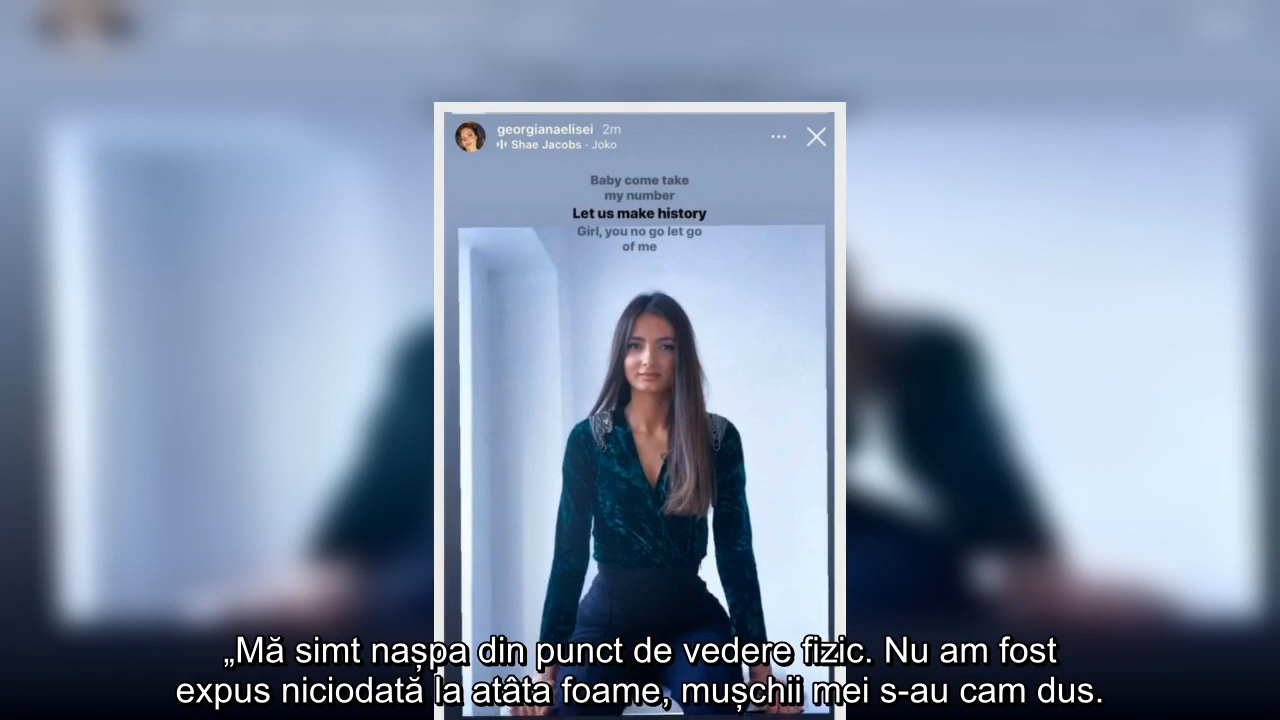 georgianaelisei 2m
Shae Jacobs · Joko
Baby come take
my number
Let us make history
Girl, you no go let go
of me
„Mă simt nașpa din punct de vedere fizic. Nu am fost
expus niciodată la atâta foame, mușchii mei s-au cam dus.